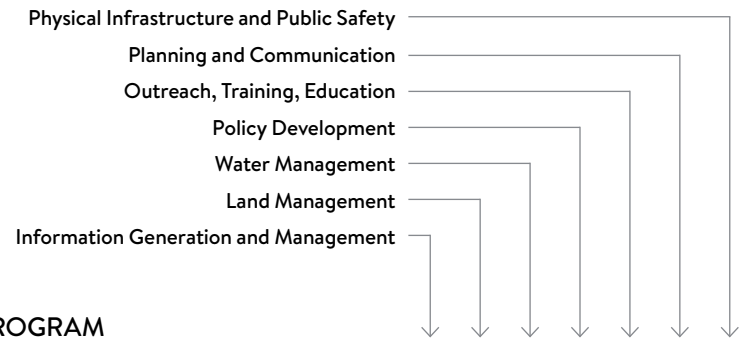 Physical Infrastructure and Public Safety
Planning and Communication
Outreach, Training, Education
Policy Development
Water Management
Land Management
Information Generation and Management
ROGRAM